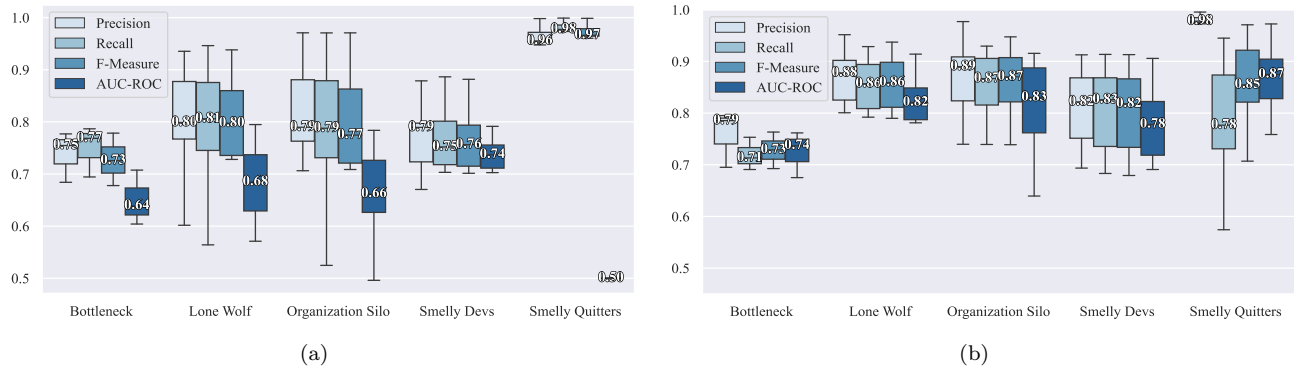 1.0
0.9
0.8
0.7
0.6
0.5
Precision
Recall
F-Measure
AUC-ROC
0.75
0.77
0.73
0.64
0.80
0.81
0.80
0.68
0.79
0.79
0.77
0.66
0.79
0.75
0.76
0.74
0.96
0.98
0.97
0.50
Bottleneck
Lone Wolf
Organization Silo
Smelly Devs
Smelly Quitters
(a)
1.0
0.9
0.8
0.7
0.6
0.5
Precision
Recall
F-Measure
AUC-ROC
0.79
0.71
0.73
0.74
0.88
0.86
0.86
0.82
0.89
0.87
0.87
0.83
0.82
0.83
0.82
0.78
0.98
0.78
0.85
0.87
Bottleneck
Lone Wolf
Organization Silo
Smelly Devs
Smelly Quitters
(b)